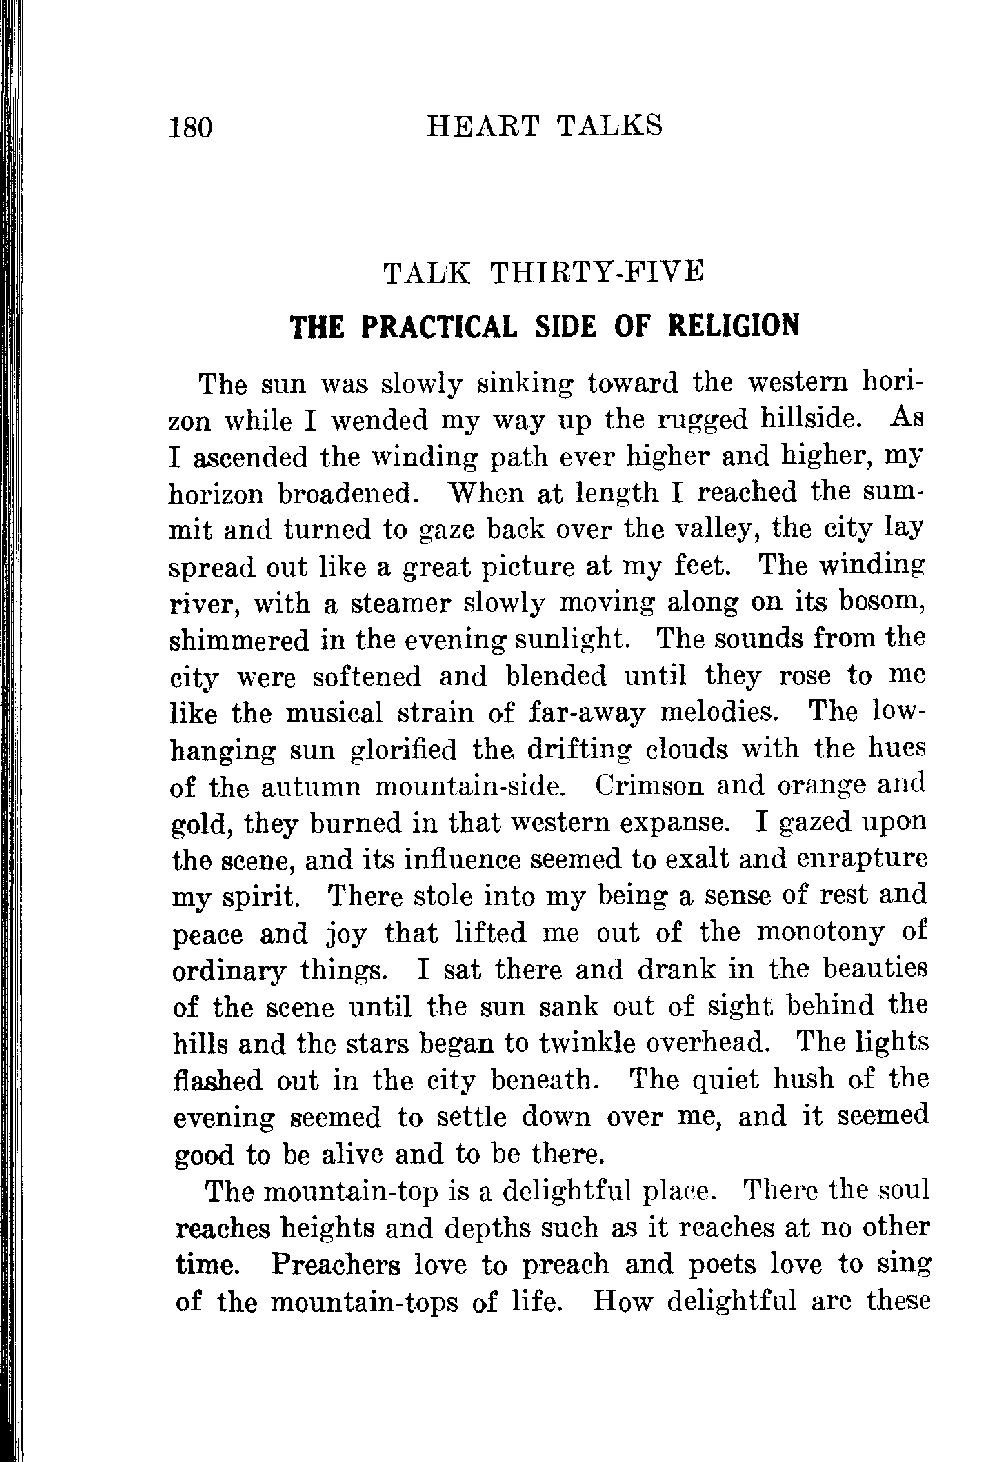 180 HEART TALKS
TALK THIRTY-FIVE
THE PRACTICAL SIDE OF RELIGION
The sun was slowly sinking toward the western hori-
zon while I wended my way up the rugged hillside. As
I ascended the winding path ever higher and higher, my
horizon broadened. When at length I reached the sum-
mit and turned to gaze back over the valley, the city lay
spread out like a great picture at my feet. The winding
river, with a steamer slowly moving along on its bosom,
shimmered in the evening sunlight. The sounds from the
city were softened and blended until they rose to me
like the musical strain of far-away melodies. The low-
hanging sun glorified the drifting clouds with the hues
of the autumn mountain-side. Crimson and orange and
gold, they burned in that western expanse. I gazed upon
the scene, and its influence seemed to exalt and enrapture
my spirit. There stole into my being a sense of rest and
peace and joy that lifted me out of the monotony of
ordinary things. I sat there and drank in the beauties
of the scene until the sun sank out of sight behind the
hills and the stars began to twinkle overhead. The lights
flashed out in the city beneath. The quiet hush of the
evening seemed to settle down over me, and it seemed
good to be alive and to be there.
The mountain-top is a delightful place. There the soul
reaches heights and depths such as it reaches at no other
time. Preachers love to preach and poets love to sing
of the mountain-tops of life. How delightful are these